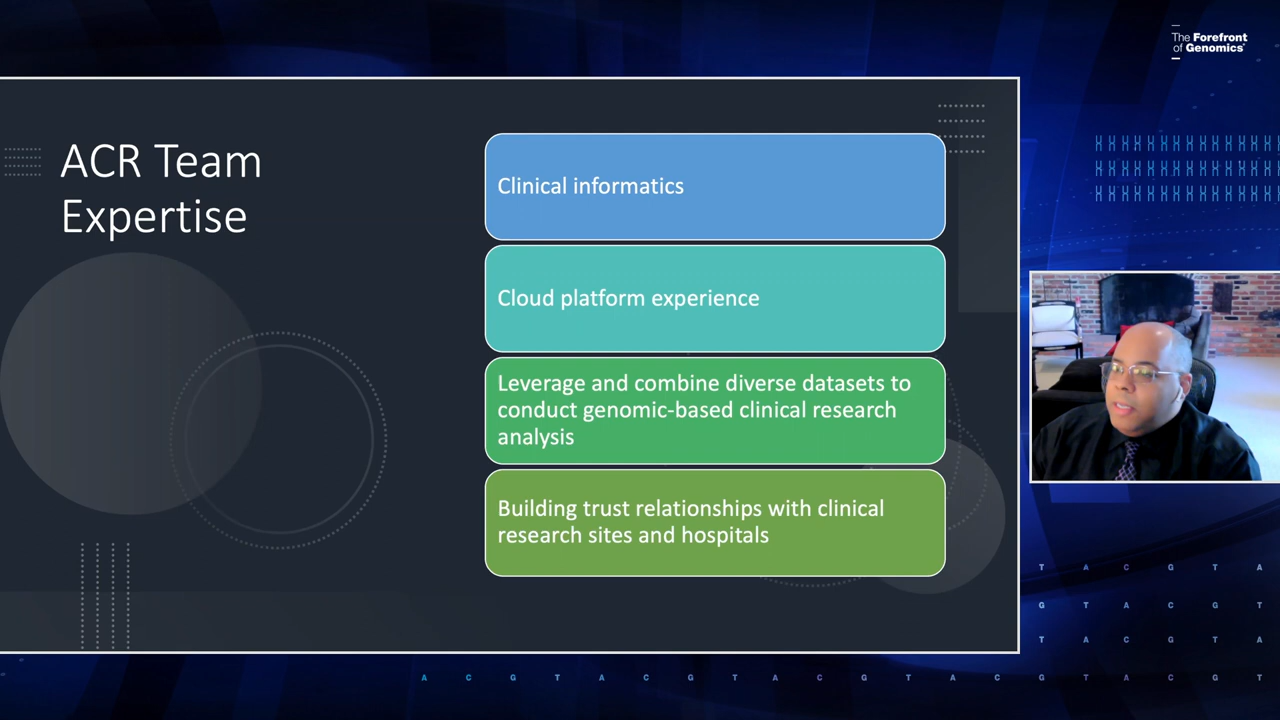 The Forefront
of Genomics®
ACR Team
Expertise
Clinical informatics
Cloud platform experience
Leverage and combine diverse datasets to
conduct genomic-based clinical research
analysis
Building trust relationships with clinical
research sites and hospitals
T A C G T A
G T A C G T
T A C G T A
A C G T A C G T A C G T A C G T A C G T